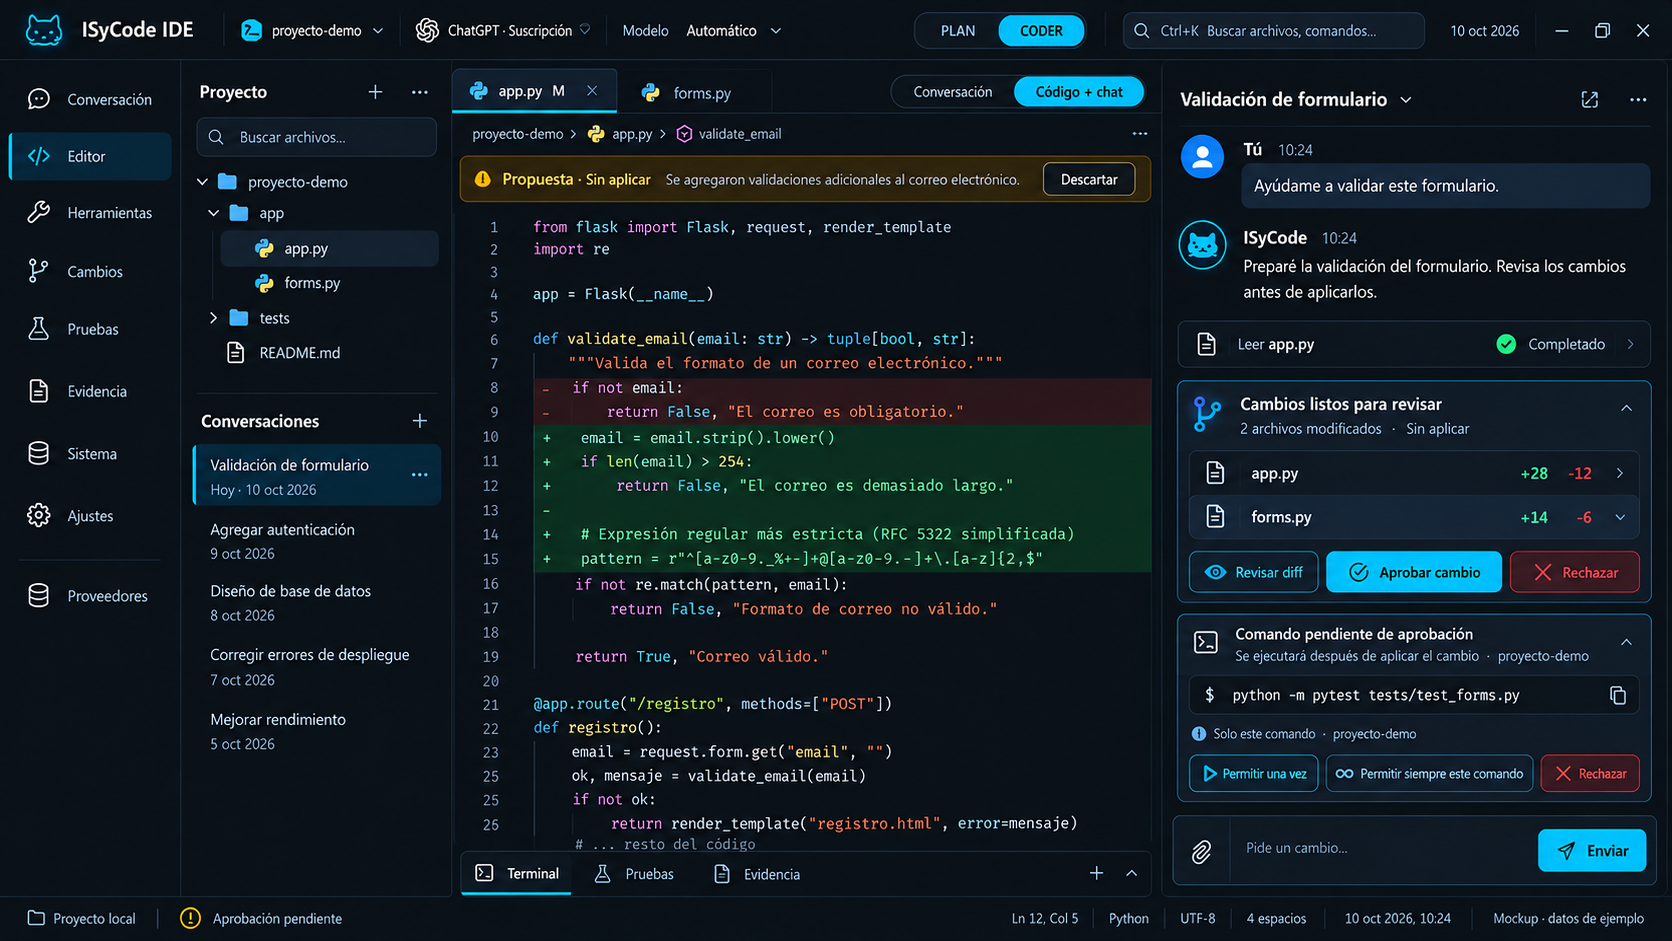 ISyCode IDE
proyecto-demo
ChatGPT · Suscripción
Modelo Automático
PLAN CODER
Ctrl+K Buscar archivos, comandos...
10 oct 2026
Conversación
Editor
Herramientas
Cambios
Pruebas
Evidencia
Sistema
Ajustes
Proveedores
Proyecto
Buscar archivos...
proyecto-demo
app
app.py
forms.py
tests
README.md
Conversaciones
Validación de formulario
Hoy · 10 oct 2026
Agregar autenticación
9 oct 2026
Diseño de base de datos
8 oct 2026
Corregir errores de despliegue
7 oct 2026
Mejorar rendimiento
5 oct 2026
app.py M
forms.py
Conversación Código + chat
proyecto-demo > app.py > validate_email
Propuesta · Sin aplicar Se agregaron validaciones adicionales al correo electrónico. Descartar
1 from flask import Flask, request, render_template
2 import re
3
4 app = Flask(__name__)
5
6 def validate_email(email: str) -> tuple[bool, str]:
7 """Valida el formato de un correo electrónico."""
8 - if not email:
9 - return False, "El correo es obligatorio."
10 + email = email.strip().lower()
11 + if len(email) > 254:
12 + return False, "El correo es demasiado largo."
13 -
14 + # Expresión regular más estricta (RFC 5322 simplificada)
15 + pattern = r"^[a-z0-9._%+-]+@[a-z0-9.-]+\.[a-z]{2,$"
16 if not re.match(pattern, email):
17 return False, "Formato de correo no válido."
18
19 return True, "Correo válido."
20
21 @app.route("/registro", methods=["POST"])
22 def registro():
23 email = request.form.get("email", "")
25 ok, mensaje = validate_email(email)
25 if not ok:
26 return render_template("registro.html", error=mensaje)
# ... resto del código
Terminal Pruebas Evidencia
Validación de formulario
Tú 10:24
Ayúdame a validar este formulario.
ISyCode 10:24
Preparé la validación del formulario. Revisa los cambios
antes de aplicarlos.
Leer app.py Completado
Cambios listos para revisar
2 archivos modificados · Sin aplicar
app.py +28 -12
forms.py +14 -6
Revisar diff Aprobar cambio Rechazar
Comando pendiente de aprobación
Se ejecutará después de aplicar el cambio · proyecto-demo
$ python -m pytest tests/test_forms.py
Solo este comando · proyecto-demo
Permitir una vez Permitir siempre este comando Rechazar
Pide un cambio...
Enviar
Proyecto local
Aprobación pendiente
Ln 12, Col 5 Python UTF-8 4 espacios 10 oct 2026, 10:24 Mockup · datos de ejemplo